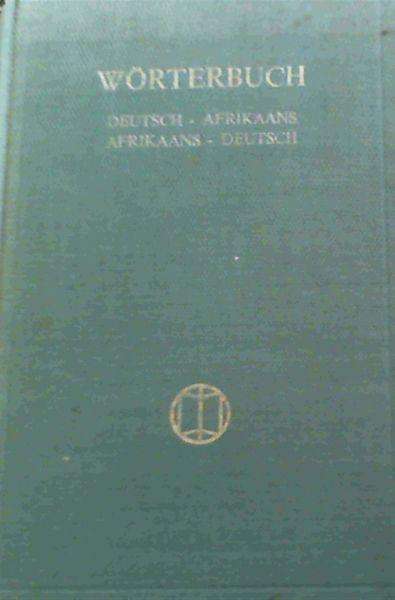 WÖRTERBUCH
DEUTSCH - AFRIKAANS
AFRIKAANS - DEUTSCH